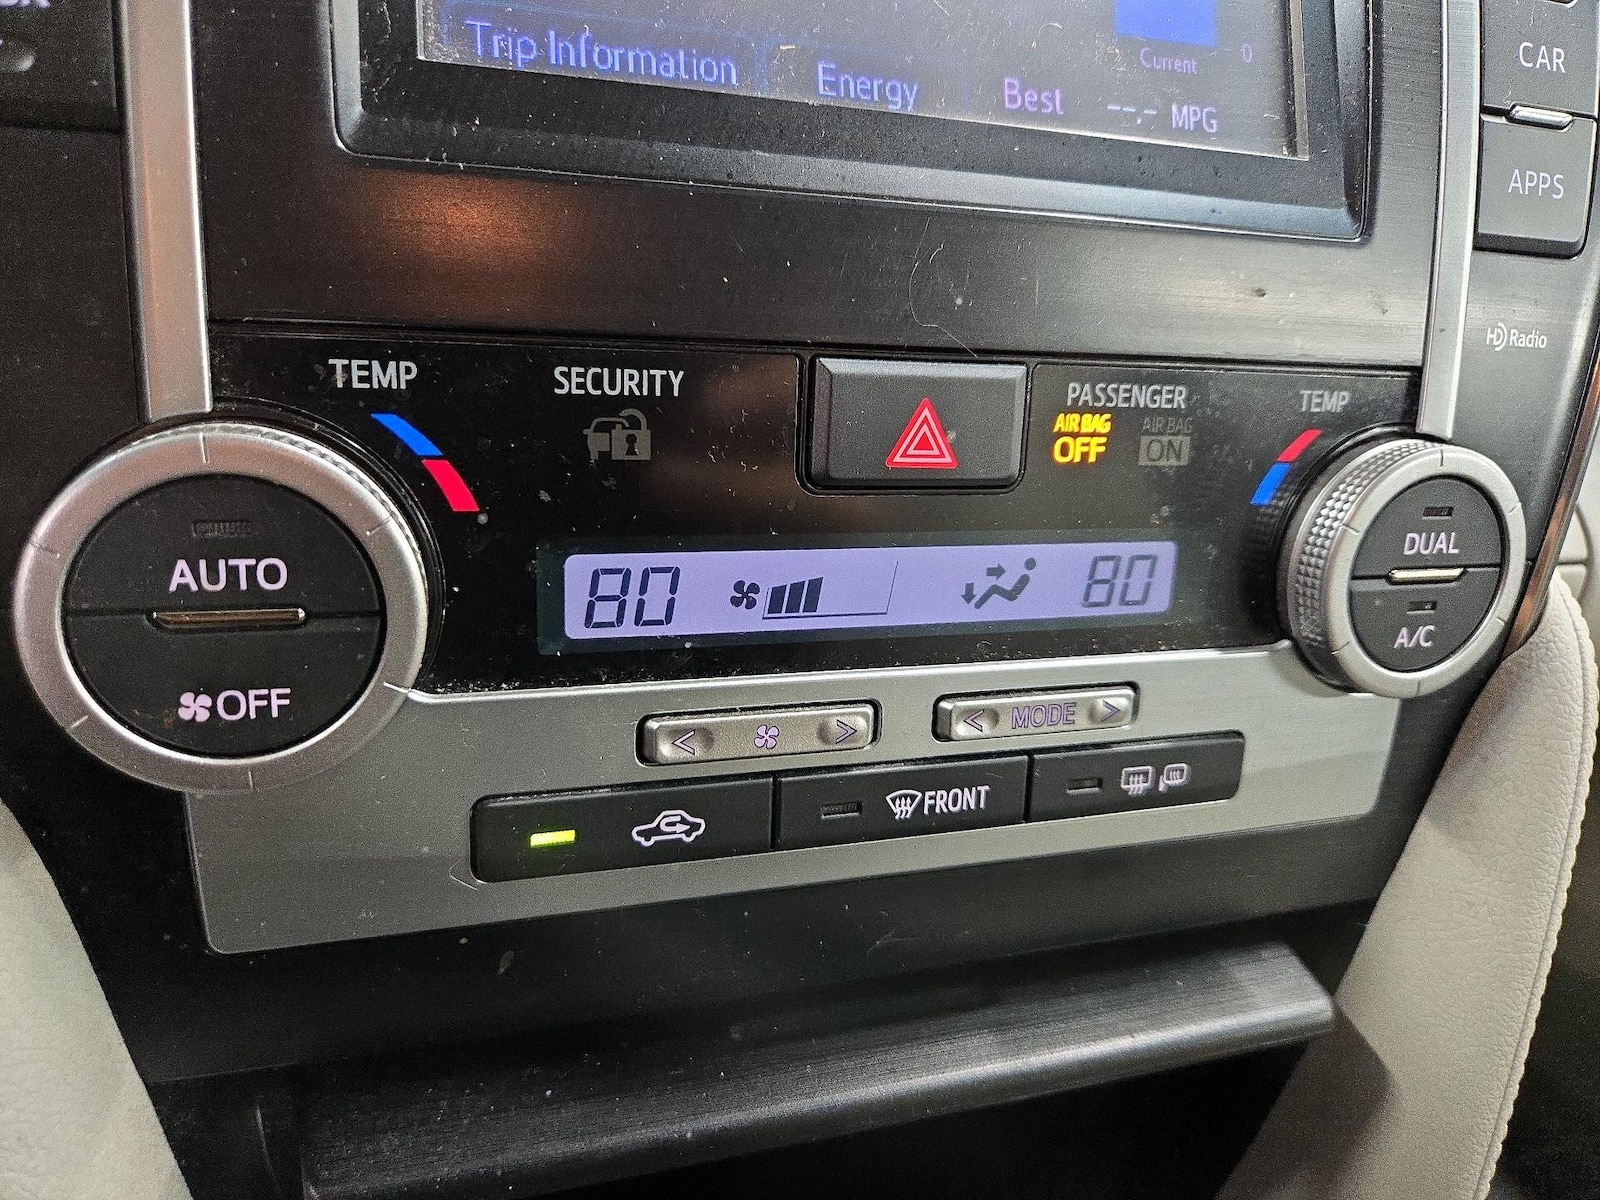 Trip Information
Energy
Best
Current
0
--.- MPG
CAR
APPS
HD Radio
TEMP
SECURITY
PASSENGER
AIR BAG OFF
AIR BAG ON
TEMP
AUTO
OFF
80
80
DUAL
A/C
< >
< MODE >
FRONT